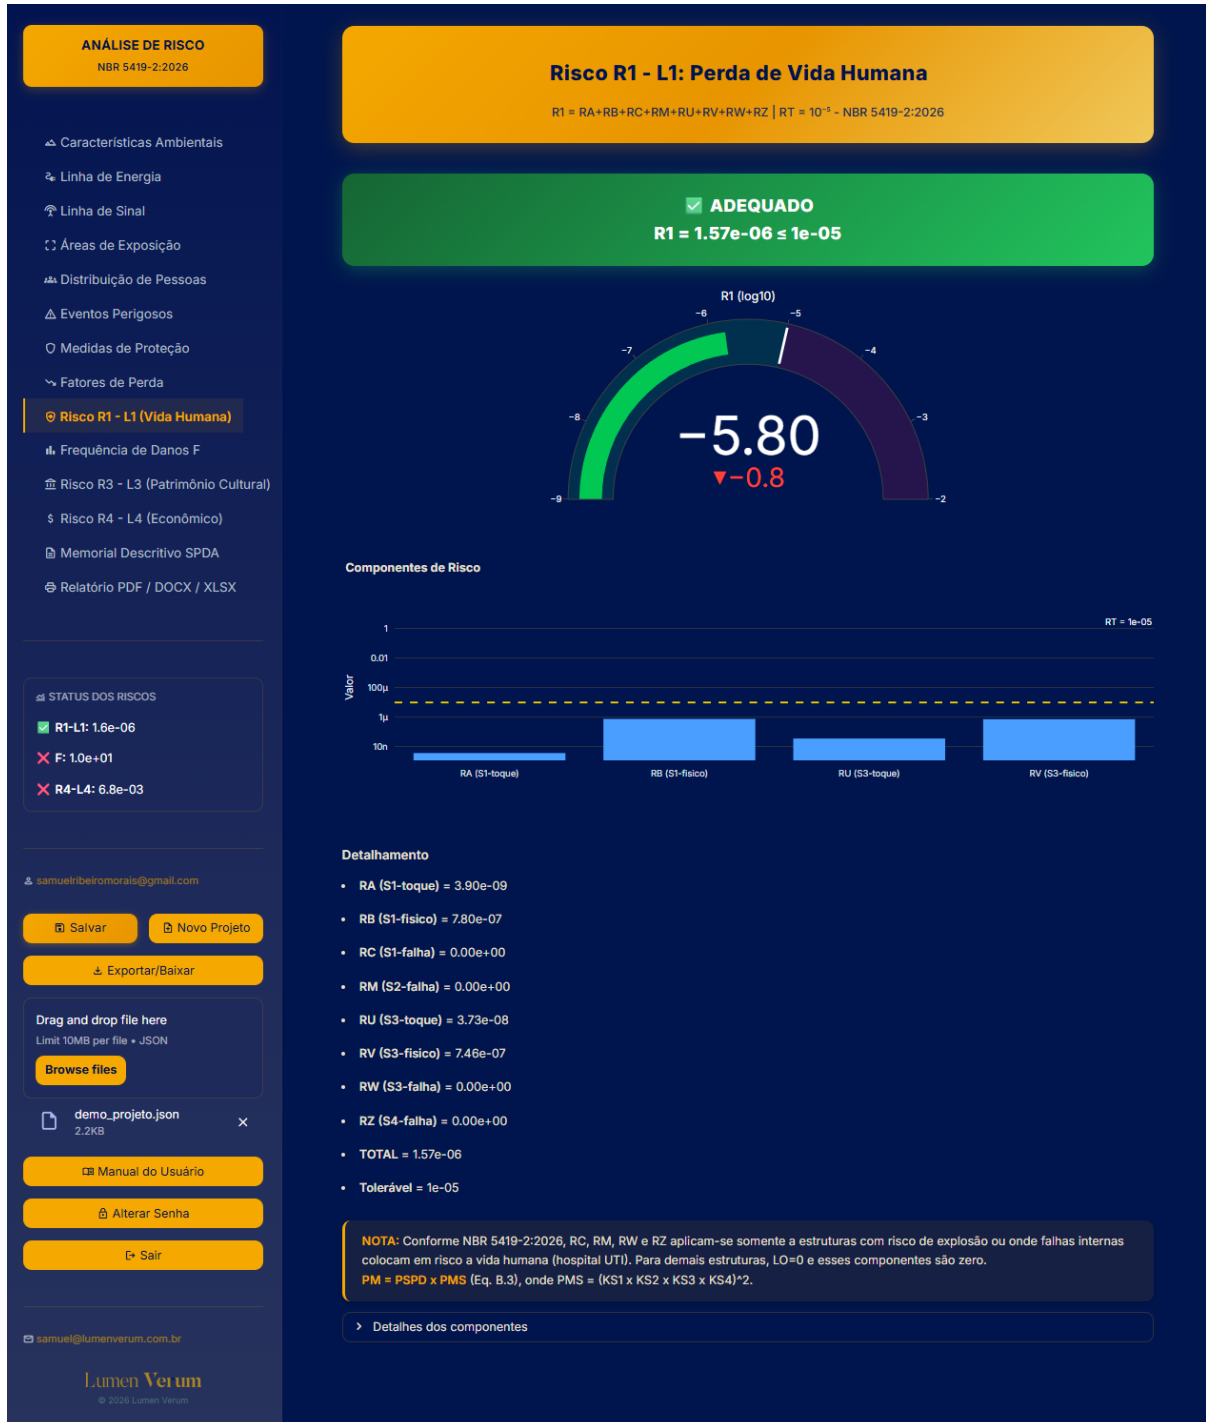 ANÁLISE DE RISCO
NBR 5419-2:2026
Características Ambientais
Linha de Energia
Linha de Sinal
Áreas de Exposição
Distribuição de Pessoas
Eventos Perigosos
Medidas de Proteção
Fatores de Perda
Risco R1 - L1 (Vida Humana)
Frequência de Danos F
Risco R3 - L3 (Patrimônio Cultural)
Risco R4 - L4 (Econômico)
Memorial Descritivo SPDA
Relatório PDF / DOCX / XLSX
STATUS DOS RISCOS
R1-L1: 1.6e-06
F: 1.0e+01
R4-L4: 6.8e-03
samuelribeiromorais@gmail.com
Salvar
Novo Projeto
Exportar/Baixar
Drag and drop file here
Limit 10MB per file • JSON
Browse files
demo_projeto.json
2.2KB
Manual do Usuário
Alterar Senha
Sair
samuel@lumenverum.com.br
Lumen Verum
© 2026 Lumen Verum
Risco R1 - L1: Perda de Vida Humana
R1 = RA+RB+RC+RM+RU+RV+RW+RZ | RT = 10⁻⁵ - NBR 5419-2:2026
ADEQUADO
R1 = 1.57e-06 ≤ 1e-05
R1 (log10)
−6
−5
−7
−4
−8
−3
−9
−2
−5.80
▼−0.8
Componentes de Risco
RT = 1e-05
Valor
1
0.01
100μ
1μ
10n
RA (S1-toque)
RB (S1-fisico)
RU (S3-toque)
RV (S3-fisico)
Detalhamento
• RA (S1-toque) = 3.90e-09
• RB (S1-fisico) = 7.80e-07
• RC (S1-falha) = 0.00e+00
• RM (S2-falha) = 0.00e+00
• RU (S3-toque) = 3.73e-08
• RV (S3-fisico) = 7.46e-07
• RW (S3-falha) = 0.00e+00
• RZ (S4-falha) = 0.00e+00
• TOTAL = 1.57e-06
• Tolerável = 1e-05
NOTA: Conforme NBR 5419-2:2026, RC, RM, RW e RZ aplicam-se somente a estruturas com risco de explosão ou onde falhas internas
colocam em risco a vida humana (hospital UTI). Para demais estruturas, LO=0 e esses componentes são zero.
PM = PSPD x PMS (Eq. B.3), onde PMS = (KS1 x KS2 x KS3 x KS4)^2.
Detalhes dos componentes